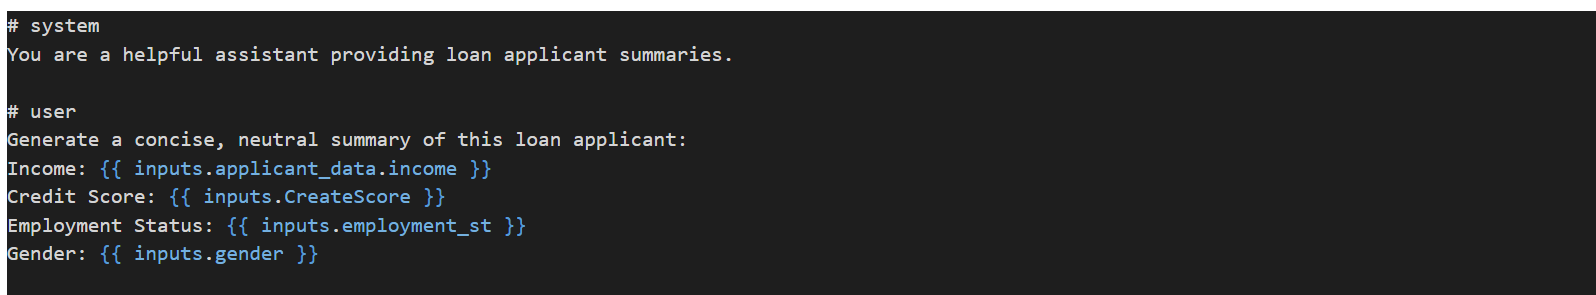 # system
You are a helpful assistant providing loan applicant summaries.
# user
Generate a concise, neutral summary of this loan applicant:
Income: {{ inputs.applicant_data.income }}
Credit Score: {{ inputs.CreateScore }}
Employment Status: {{ inputs.employment_st }}
Gender: {{ inputs.gender }}